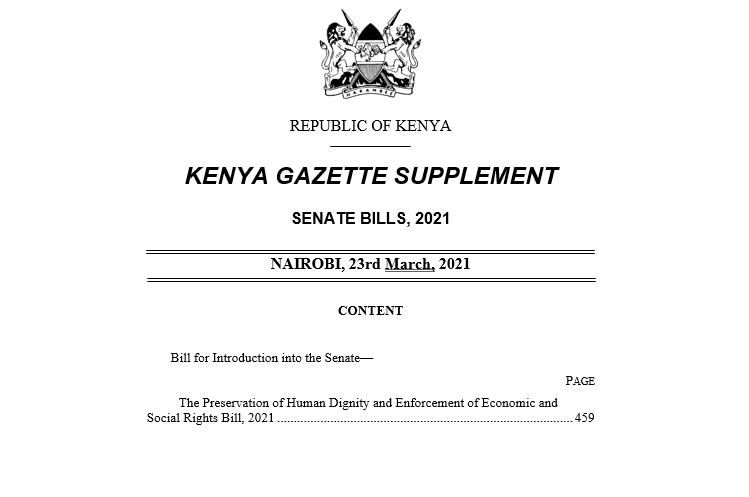 HARAMBEE
REPUBLIC OF KENYA
KENYA GAZETTE SUPPLEMENT
SENATE BILLS, 2021
NAIROBI, 23rd March, 2021
CONTENT
Bill for Introduction into the Senate—
PAGE
The Preservation of Human Dignity and Enforcement of Economic and
Social Rights Bill, 2021 ........................................................................................... 459